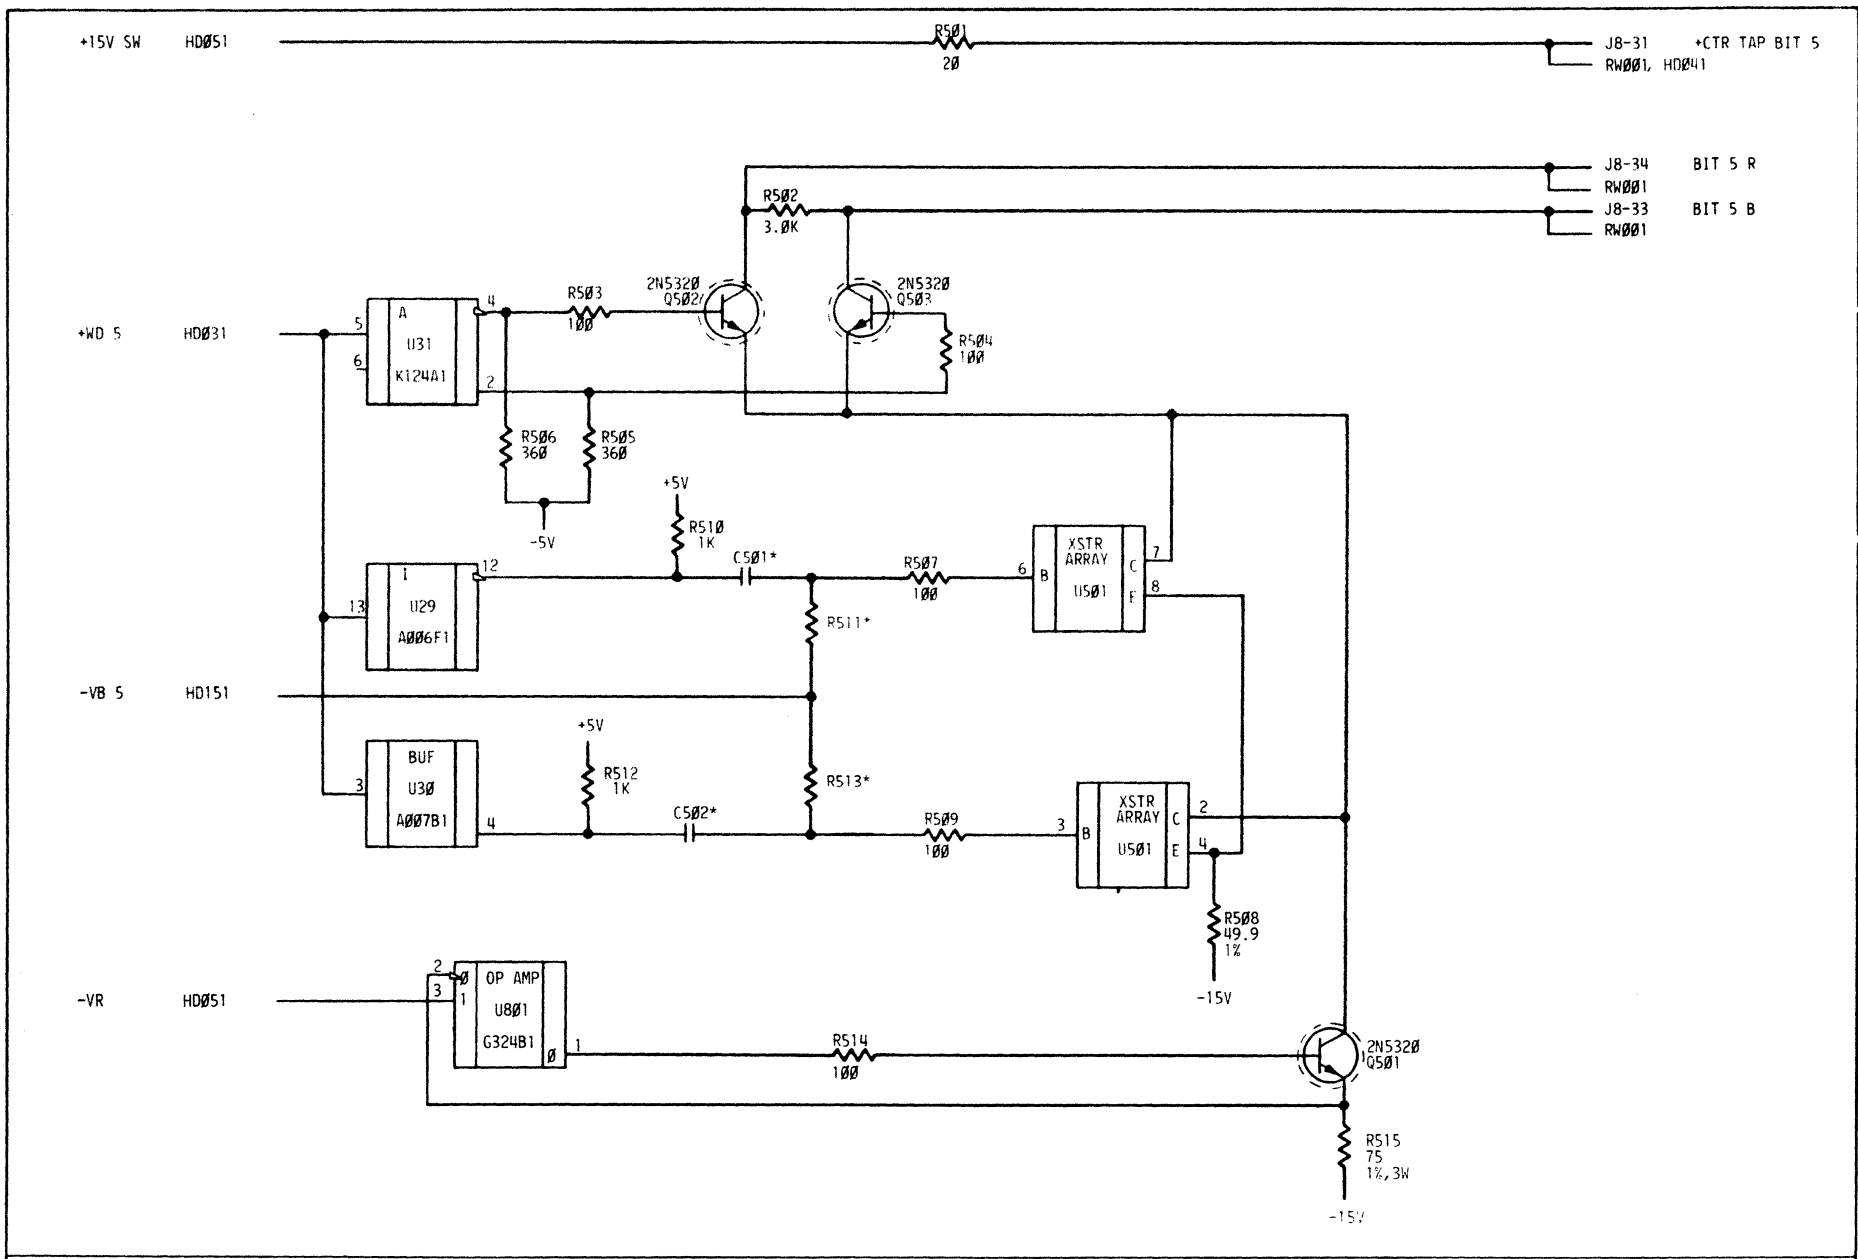 +15V SW HDØ51
R5Ø1
2Ø
J8-31 +CTR TAP BIT 5
RWØØ1, HDØ41
J8-34 BIT 5 R
RWØØ1
J8-33 BIT 5 B
RWØØ1
R5Ø2
3.ØK
2N532Ø
Q5Ø2
2N532Ø
Q5Ø3
R5Ø3
1ØØ
R5Ø4
1ØØ
+WD 5 HDØ31
5
6
A
U31
K124A1
4
2
R5Ø6
36Ø
R5Ø5
36Ø
-5V
+5V
R51Ø
1K
C5Ø1*
R5Ø7
1ØØ
13
I
U29
AØØ6F1
12
6 B
XSTR
ARRAY
U5Ø1
C 7
E 8
R511*
-VB 5 HD151
+5V
R512
1K
R513*
3
BUF
U3Ø
AØØ7B1
4
C5Ø2*
R5Ø9
1ØØ
3 B
XSTR
ARRAY
U5Ø1
C 2
E 4
R5Ø8
49.9
1%
-15V
-VR HDØ51
2 Ø
3 1
OP AMP
U8Ø1
G324B1
Ø 1
R514
1ØØ
2N532Ø
Q5Ø1
R515
75
1%,3W
-15V